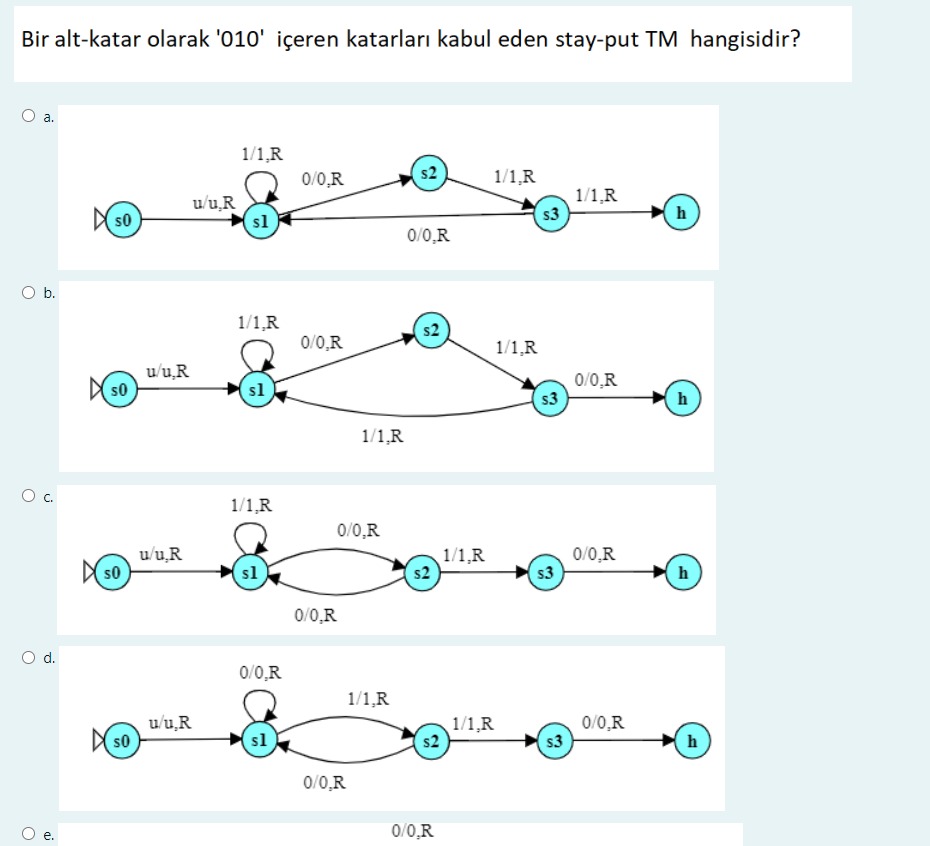 Bir alt-katar olarak '010' içeren katarları kabul eden stay-put TM hangisidir?
a.
1/1,R
0/0,R
s2
1/1,R
1/1,R
u/u,R
s0
s1
s3
h
0/0,R
b.
1/1,R
0/0,R
s2
1/1,R
u/u,R
0/0,R
s0
s1
s3
h
1/1,R
c.
1/1,R
0/0,R
u/u,R
1/1,R
0/0,R
s0
s1
s2
s3
h
0/0,R
d.
0/0,R
1/1,R
u/u,R
1/1,R
0/0,R
s0
s1
s2
s3
h
0/0,R
e.
0/0,R